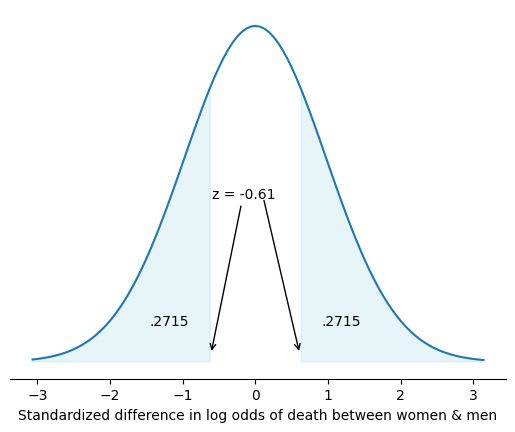 z = -0.61
.2715
.2715
−3 −2 −1 0 1 2 3
Standardized difference in log odds of death between women & men